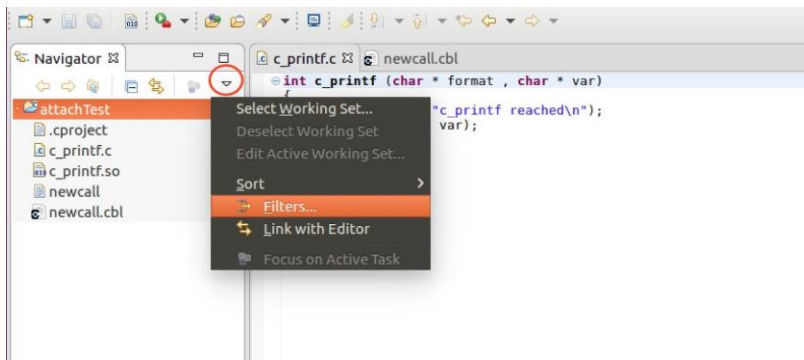 Navigator
c_printf.c newcall.cbl
int c_printf (char * format , char * var)
{
"c_printf reached\n");
var);
attachTest
.cproject
c_printf.c
c_printf.so
newcall
newcall.cbl
Select Working Set...
Deselect Working Set
Edit Active Working Set...
Sort
Filters...
Link with Editor
Focus on Active Task